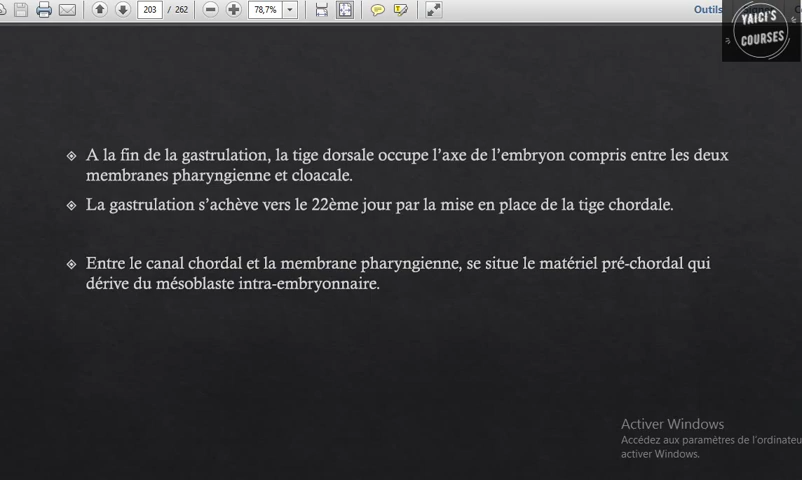 203 / 262
78,7%
Outils
YAICI'S
COURSES
A la fin de la gastrulation, la tige dorsale occupe l'axe de l'embryon compris entre les deux
membranes pharyngienne et cloacale.
La gastrulation s'achève vers le 22ème jour par la mise en place de la tige chordale.
Entre le canal chordal et la membrane pharyngienne, se situe le matériel pré-chordal qui
dérive du mésoblaste intra-embryonnaire.
Activer Windows
Accédez aux paramètres de l'ordinateu
activer Windows.